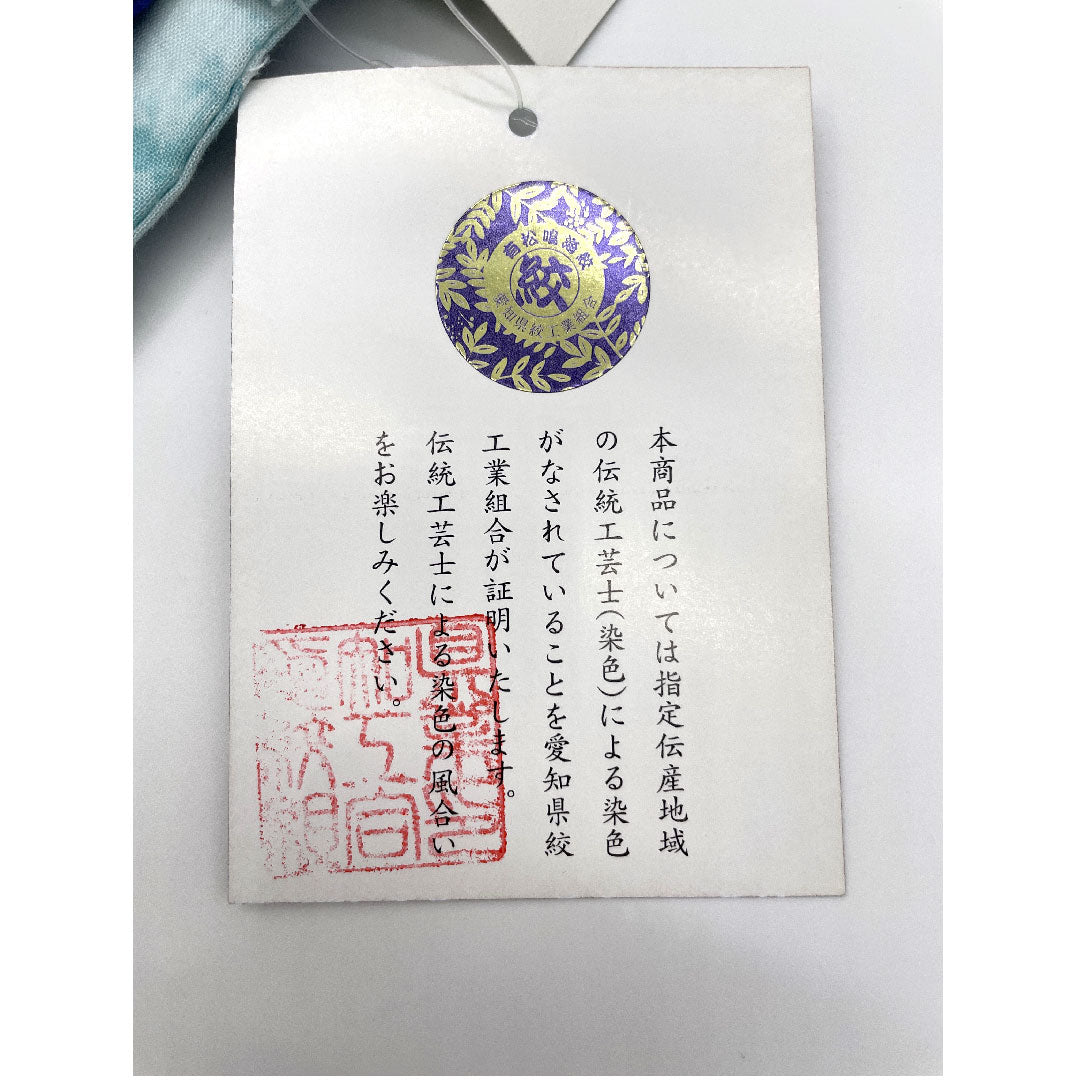 有松鳴海絞
絞
愛知県絞工業組合
本商品については指定伝産地域
の伝統工芸士(染色)による染色
がなされていることを愛知県絞
工業組合が証明いたします。
伝統工芸士による染色の風合い
をお楽しみください。